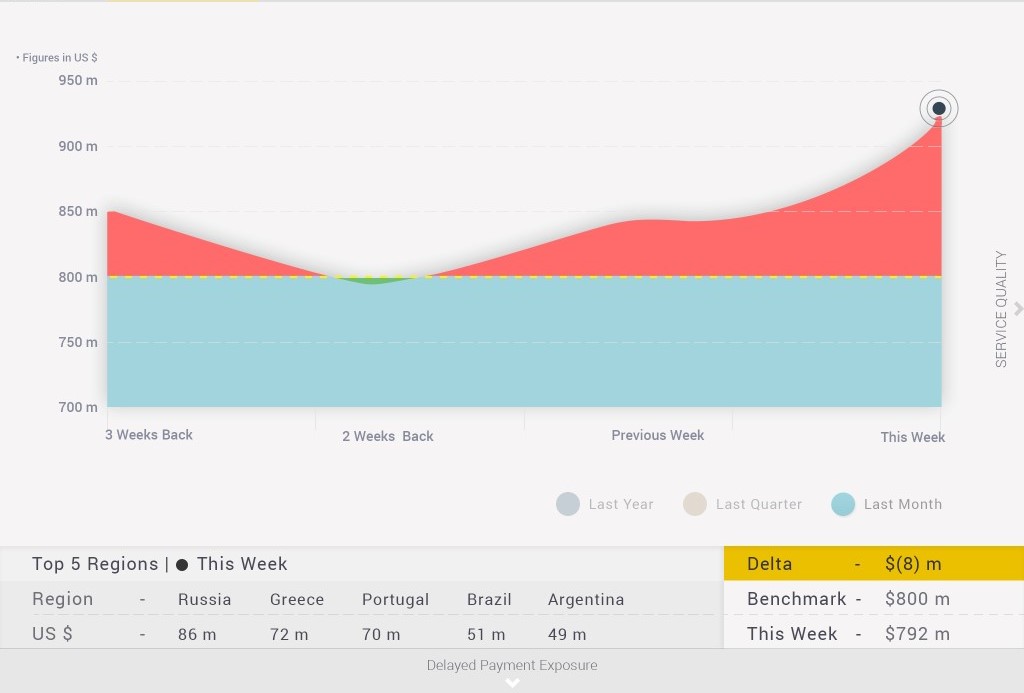 • Figures in US $
950 m
900 m
850 m
800 m
750 m
700 m
3 Weeks Back
2 Weeks Back
Previous Week
This Week
SERVICE QUALITY
Last Year
Last Quarter
Last Month
Top 5 Regions | ● This Week
Region - Russia Greece Portugal Brazil Argentina
US $ - 86 m 72 m 70 m 51 m 49 m
Delta - $(8) m
Benchmark - $800 m
This Week - $792 m
Delayed Payment Exposure